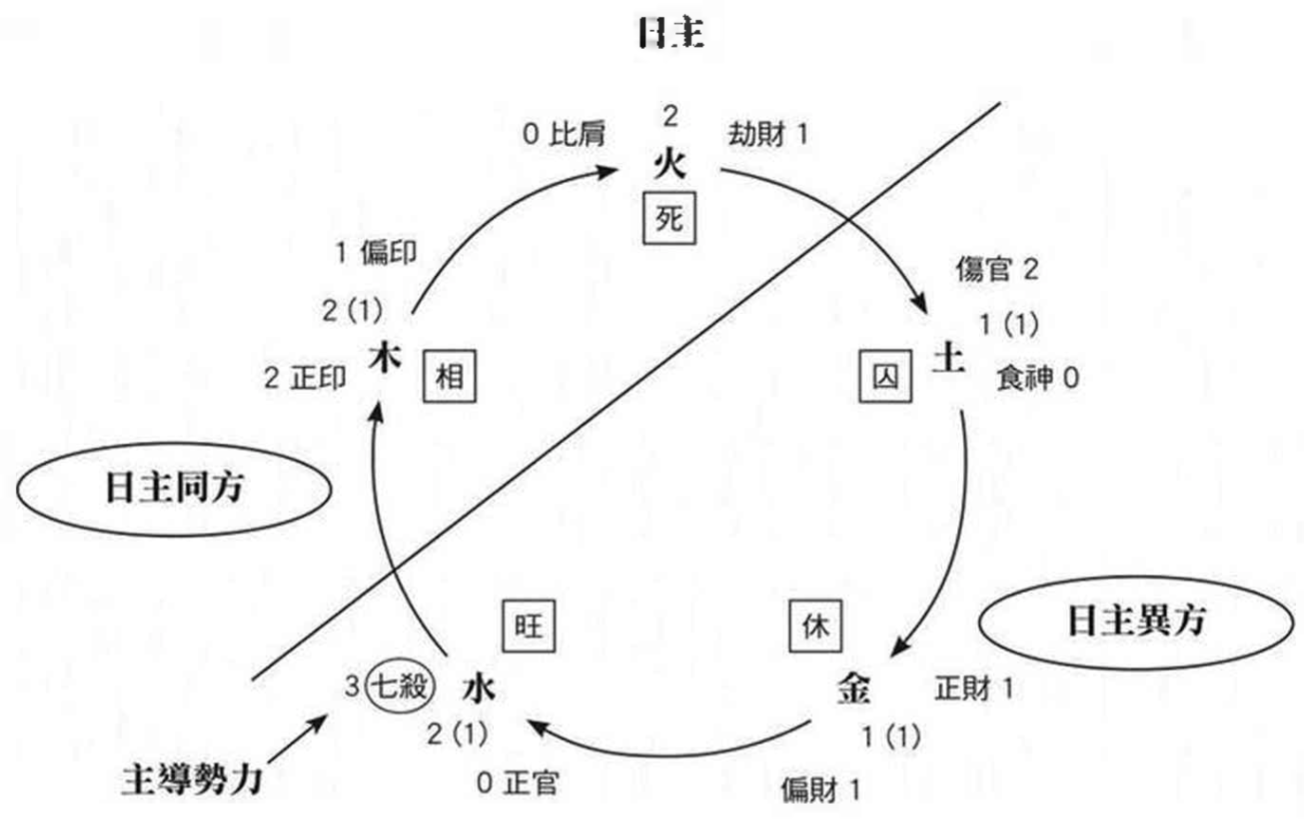 日主
2
0 比肩
劫財 1
火
死
1 偏印
傷官 2
2 (1)
1 (1)
木
相
囚
土
2 正印
食神 0
日主同方
日主異方
旺
休
3 七殺
水
金
正財 1
2 (1)
1 (1)
主導勢力
0 正官
偏財 1